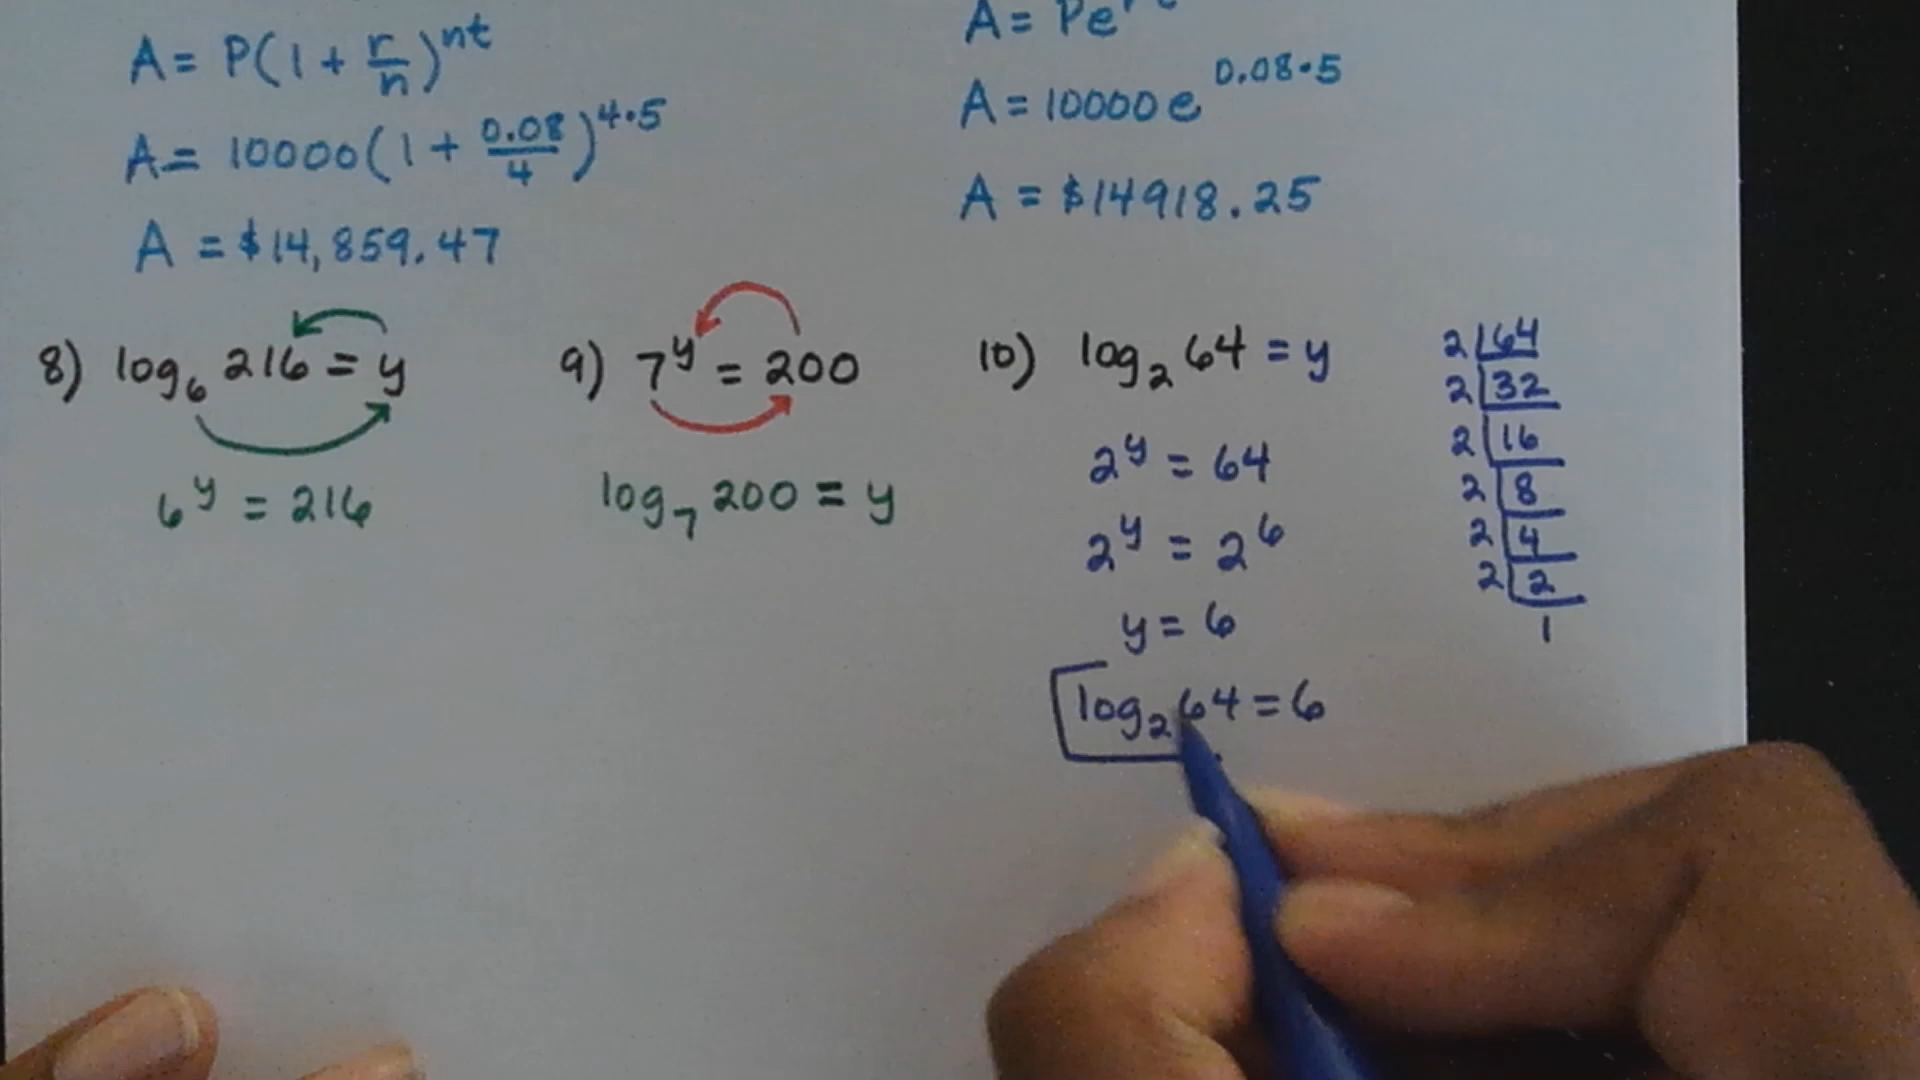 A = P(1 + r/n)^nt
A = 10000(1 + 0.08/4)^4·5
A = $14,859.47
A = Pe
A = 10000e^0.08·5
A = $14918.25
8) log₆ 216 = y
6^y = 216
9) 7^y = 200
log₇ 200 = y
10) log₂ 64 = y
2^y = 64
2^y = 2^6
y = 6
log₂ 64 = 6
2 64
2 32
2 16
2 8
2 4
2 2
1